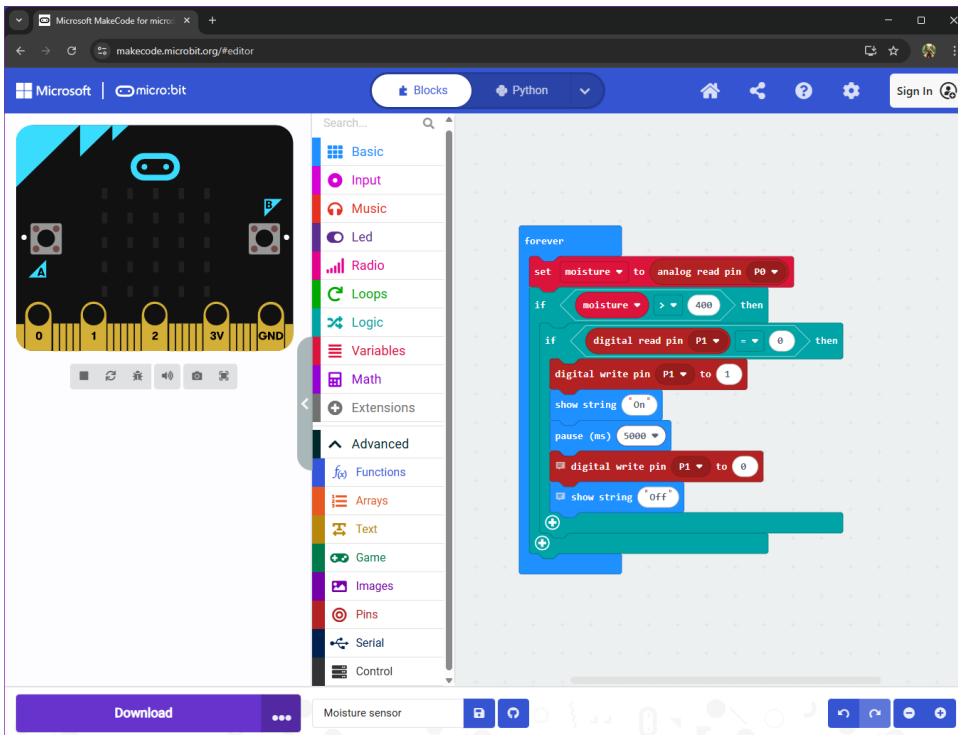 Microsoft MakeCode for micro:
makecode.microbit.org/#editor
Microsoft
micro:bit
Blocks
Python
Sign In
A
B
0
1
2
3V
GND
Search...
Basic
Input
Music
Led
Radio
Loops
Logic
Variables
Math
Extensions
Advanced
f(x) Functions
Arrays
Text
Game
Images
Pins
Serial
Control
forever
set moisture to analog read pin P0
if moisture > 400 then
if digital read pin P1 = 0 then
digital write pin P1 to 1
show string "On"
pause (ms) 5000
digital write pin P1 to 0
show string "Off"
Download
Moisture sensor